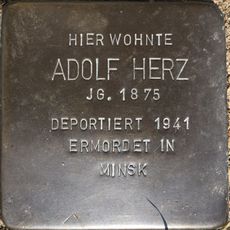 HIER WOHNTE
ADOLF HERZ
JG. 1875
DEPORTIERT 1941
ERMORDET IN
MINSK